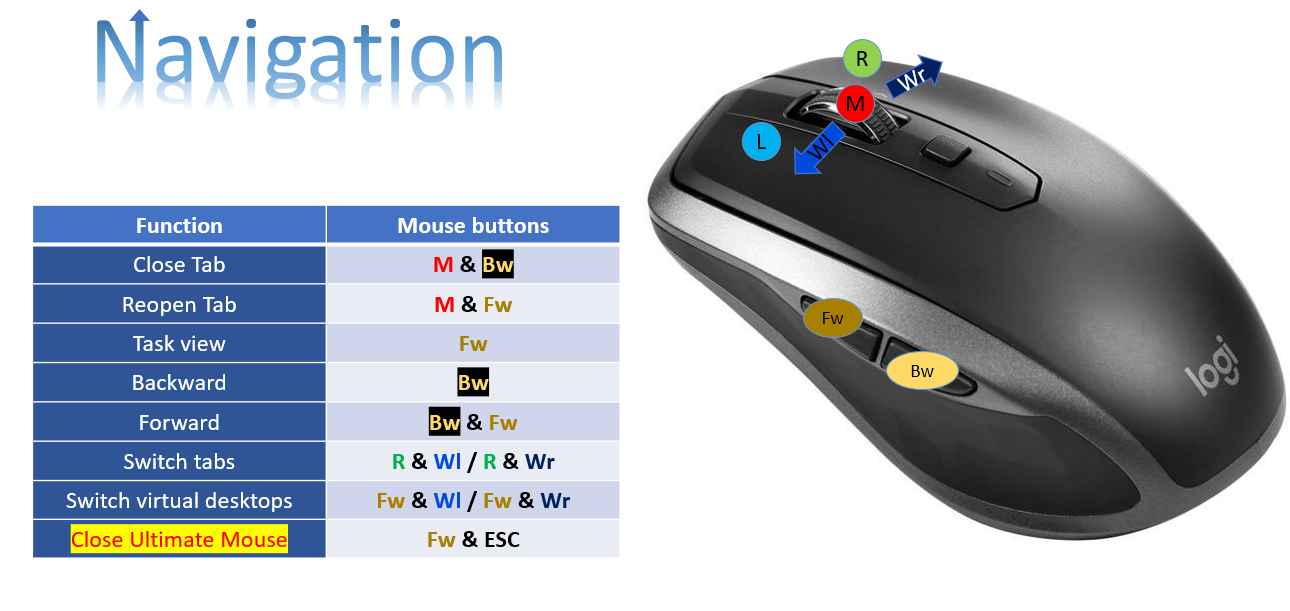 Navigation
Function Mouse buttons
Close Tab M & Bw
Reopen Tab M & Fw
Task view Fw
Backward Bw
Forward Bw & Fw
Switch tabs R & Wl / R & Wr
Switch virtual desktops Fw & Wl / Fw & Wr
Close Ultimate Mouse Fw & ESC
R
Wr
M
L
Wl
Fw
Bw
logi